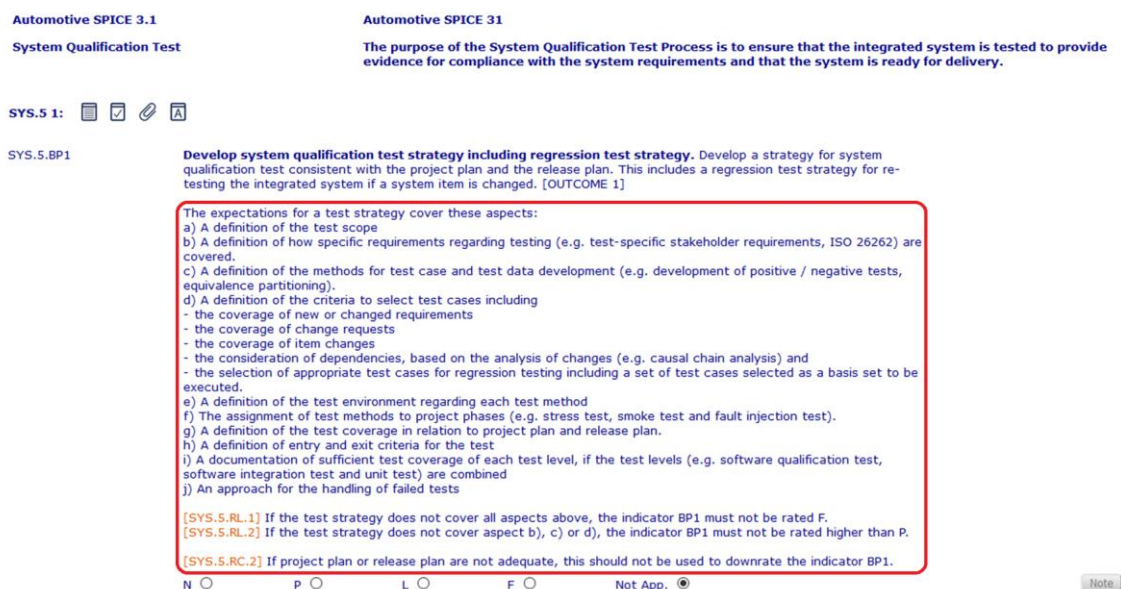 Automotive SPICE 3.1
Automotive SPICE 31
System Qualification Test
The purpose of the System Qualification Test Process is to ensure that the integrated system is tested to provide
evidence for compliance with the system requirements and that the system is ready for delivery.
SYS.5 1:
A
SYS.5.BP1
Develop system qualification test strategy including regression test strategy. Develop a strategy for system
qualification test consistent with the project plan and the release plan. This includes a regression test strategy for re-
testing the integrated system if a system item is changed. [OUTCOME 1]
The expectations for a test strategy cover these aspects:
a) A definition of the test scope
b) A definition of how specific requirements regarding testing (e.g. test-specific stakeholder requirements, ISO 26262) are
covered.
c) A definition of the methods for test case and test data development (e.g. development of positive / negative tests,
equivalence partitioning).
d) A definition of the criteria to select test cases including
- the coverage of new or changed requirements
- the coverage of change requests
- the coverage of item changes
- the consideration of dependencies, based on the analysis of changes (e.g. causal chain analysis) and
- the selection of appropriate test cases for regression testing including a set of test cases selected as a basis set to be
executed.
e) A definition of the test environment regarding each test method
f) The assignment of test methods to project phases (e.g. stress test, smoke test and fault injection test).
g) A definition of the test coverage in relation to project plan and release plan.
h) A definition of entry and exit criteria for the test
i) A documentation of sufficient test coverage of each test level, if the test levels (e.g. software qualification test,
software integration test and unit test) are combined
j) An approach for the handling of failed tests
[SYS.5.RL.1] If the test strategy does not cover all aspects above, the indicator BP1 must not be rated F.
[SYS.5.RL.2] If the test strategy does not cover aspect b), c) or d), the indicator BP1 must not be rated higher than P.
[SYS.5.RC.2] If project plan or release plan are not adequate, this should not be used to downrate the indicator BP1.
N P L F Not App.
Note